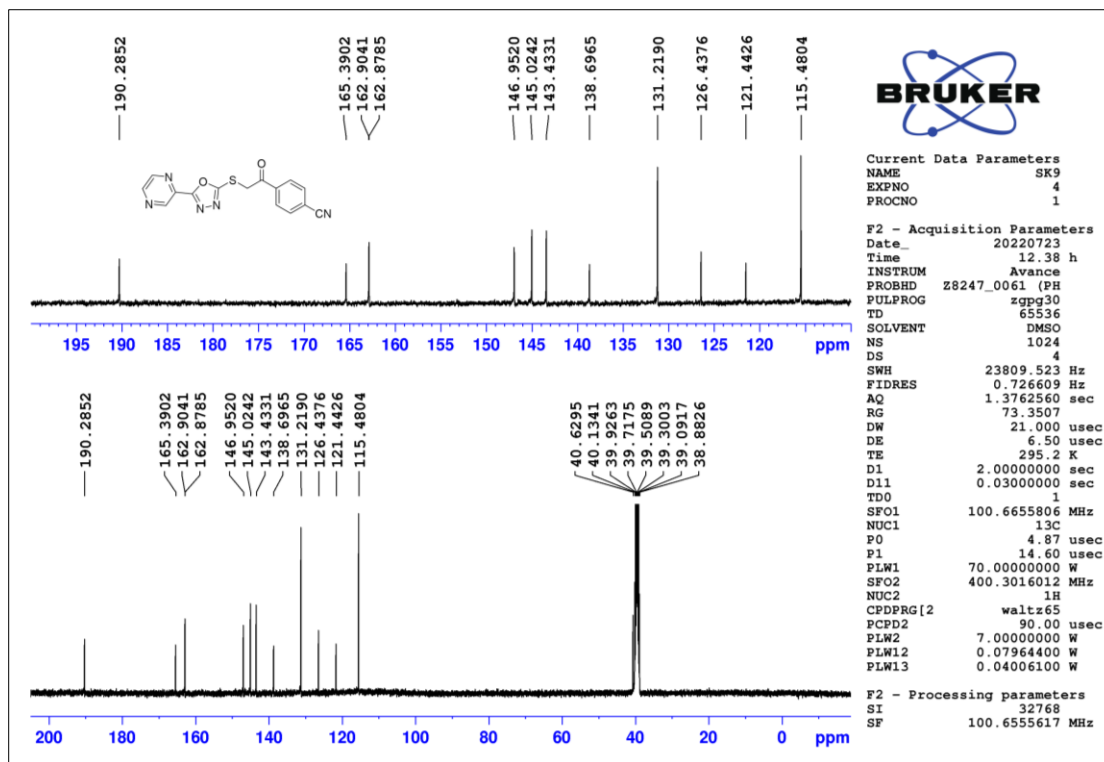 190.2852
165.3902
162.9041
162.8785
146.9520
145.0242
143.4331
138.6965
131.2190
126.4376
121.4426
115.4804
N
N
O
N
N
S
O
CN
195 190 185 180 175 170 165 160 155 150 145 140 135 130 125 120 ppm
190.2852
165.3902
162.9041
162.8785
146.9520
145.0242
143.4331
138.6965
131.2190
126.4376
121.4426
115.4804
40.6295
40.1341
39.9263
39.7175
39.5089
39.3003
39.0917
38.8826
200 180 160 140 120 100 80 60 40 20 0 ppm
BRUKER
Current Data Parameters
NAME SK9
EXPNO 4
PROCNO 1
F2 - Acquisition Parameters
Date_ 20220723
Time 12.38 h
INSTRUM Avance
PROBHD Z8247_0061 (PH
PULPROG zgpg30
TD 65536
SOLVENT DMSO
NS 1024
DS 4
SWH 23809.523 Hz
FIDRES 0.726609 Hz
AQ 1.3762560 sec
RG 73.3507
DW 21.000 usec
DE 6.50 usec
TE 295.2 K
D1 2.00000000 sec
D11 0.03000000 sec
TD0 1
SFO1 100.6655806 MHz
NUC1 13C
P0 4.87 usec
P1 14.60 usec
PLW1 70.00000000 W
SFO2 400.3016012 MHz
NUC2 1H
CPDPRG[2 waltz65
PCPD2 90.00 usec
PLW2 7.00000000 W
PLW12 0.07964400 W
PLW13 0.04006100 W
F2 - Processing parameters
SI 32768
SF 100.6555617 MHz